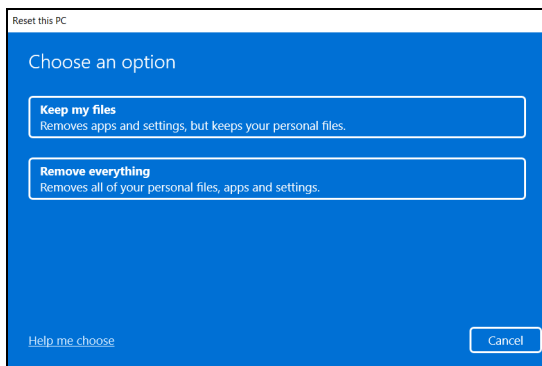 Reset this PC
Choose an option
Keep my files
Removes apps and settings, but keeps your personal files.
Remove everything
Removes all of your personal files, apps and settings.
Help me choose
Cancel